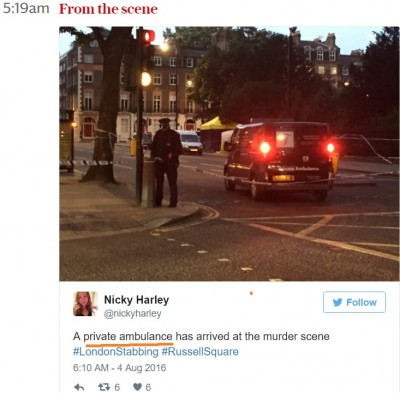 5:19am From the scene
Nicky Harley
@nickyharley
Follow
A private ambulance has arrived at the murder scene
#LondonStabbing #RussellSquare
6:10 AM - 4 Aug 2016
6 6